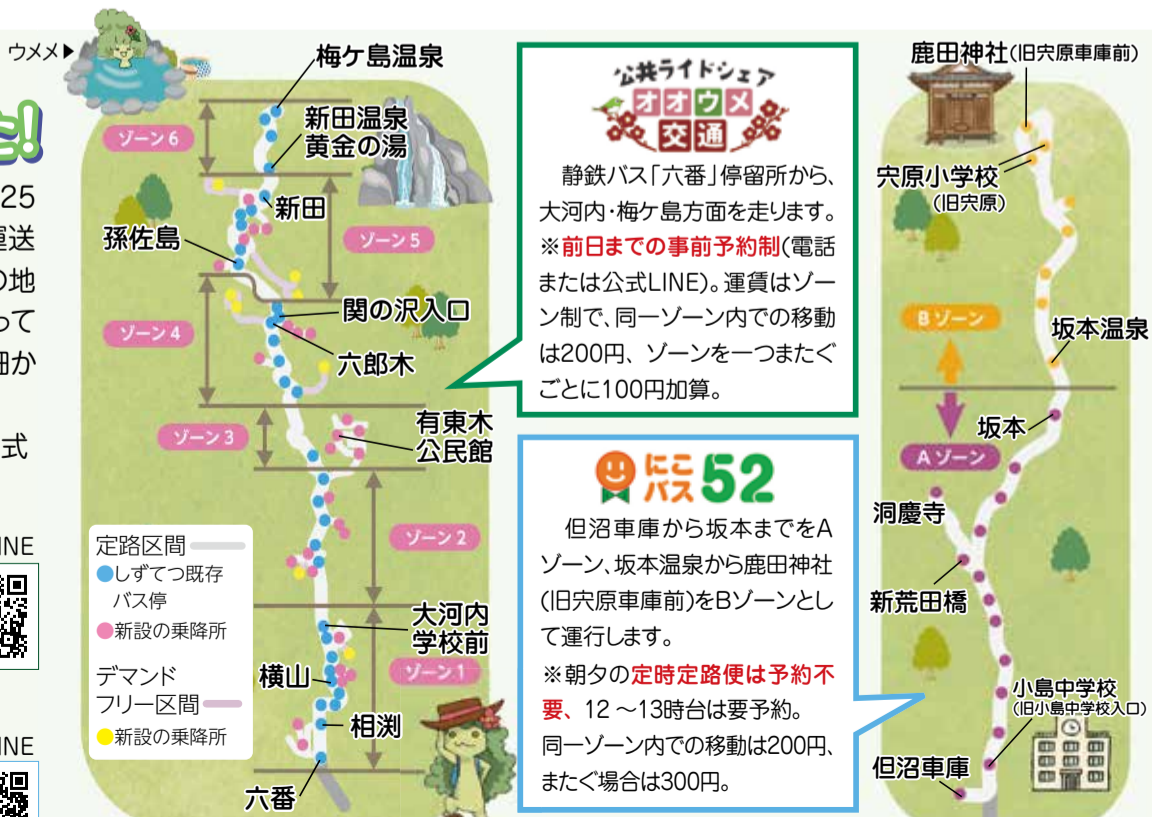 ウメメ▶
た!
25
運送
の地
って
細か
式
INE
INE
梅ケ島温泉
新田温泉
黄金の湯
ゾーン6
新田
孫佐島
ゾーン5
関の沢入口
ゾーン4
六郎木
有東木
公民館
ゾーン3
ゾーン2
定路区間
しずてつ既存
バス停
新設の乗降所
デマンド
フリー区間
新設の乗降所
大河内
学校前
横山
ゾーン1
相渕
六番
公共ライドシェア
オオウメ
交通
静鉄バス「六番」停留所から、
大河内・梅ケ島方面を走ります。
※前日までの事前予約制(電話
または公式LINE)。運賃はゾー
ン制で、同一ゾーン内での移動
は200円、ゾーンを一つまたぐ
ごとに100円加算。
にこ
バス52
但沼車庫から坂本までをA
ゾーン、坂本温泉から鹿田神社
(旧穴原車庫前)をBゾーンとし
て運行します。
※朝夕の定時定路便は予約不
要、12～13時台は要予約。
同一ゾーン内での移動は200円、
またぐ場合は300円。
鹿田神社(旧穴原車庫前)
穴原小学校
(旧穴原)
Bゾーン
坂本温泉
坂本
Aゾーン
洞慶寺
新荒田橋
小島中学校
(旧小島中学校入口)
但沼車庫